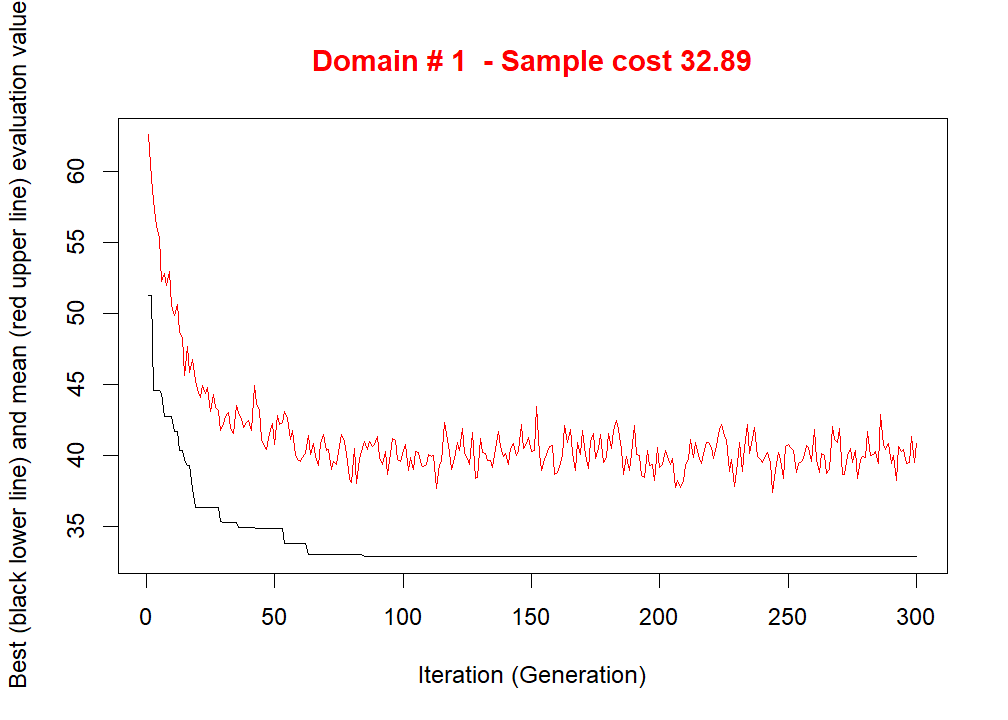 Domain # 1  - Sample cost 32.89
Best (black lower line) and mean (red upper line) evaluation value
60
55
50
45
40
35
0 50 100 150 200 250 300
Iteration (Generation)